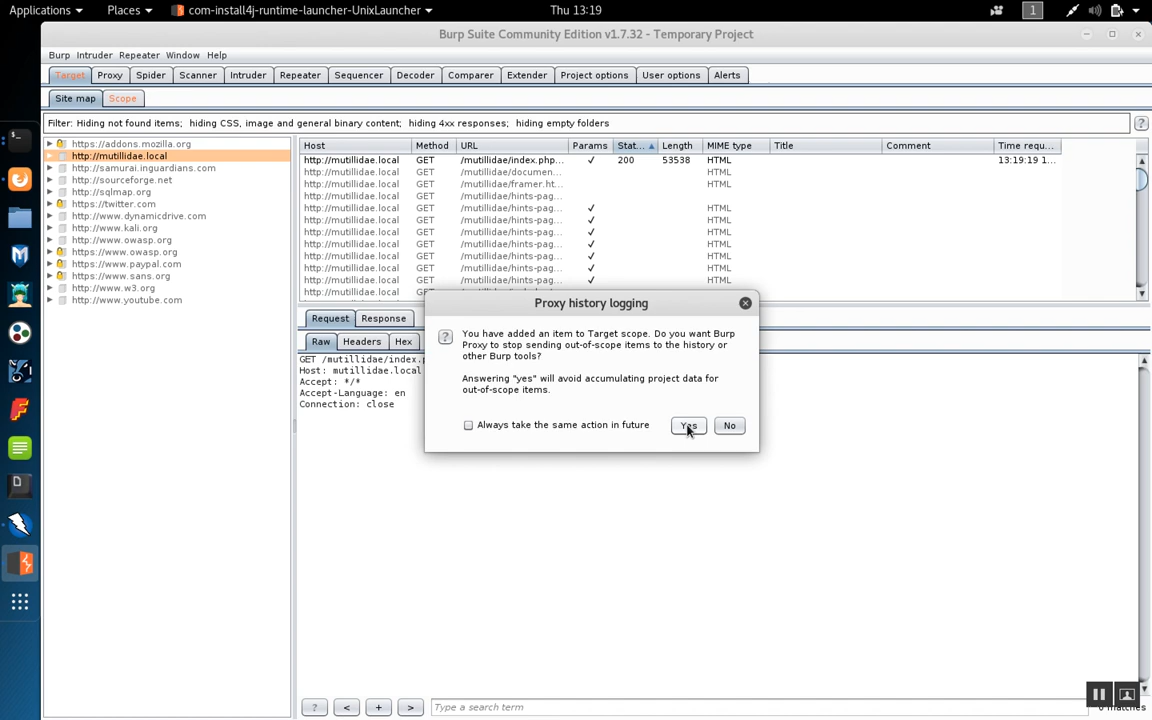 Applications Places com-install4j-runtime-launcher-UnixLauncher Thu 13:19 1
Burp Suite Community Edition v1.7.32 - Temporary Project
Burp Intruder Repeater Window Help
Target Proxy Spider Scanner Intruder Repeater Sequencer Decoder Comparer Extender Project options User options Alerts
Site map Scope
Filter: Hiding not found items; hiding CSS, image and general binary content; hiding 4xx responses; hiding empty folders ?
https://addons.mozilla.org
http://mutillidae.local
http://samurai.inguardians.com
http://sourceforge.net
http://sqlmap.org
https://twitter.com
http://www.dynamicdrive.com
http://www.kali.org
http://www.owasp.org
https://www.owasp.org
https://www.paypal.com
https://www.sans.org
http://www.w3.org
http://www.youtube.com
Host Method URL Params Stat... Length MIME type Title Comment Time requ...
http://mutillidae.local GET /mutillidae/index.php... ✓ 200 53538 HTML 13:19:19 1...
http://mutillidae.local GET /mutillidae/documen... HTML
http://mutillidae.local GET /mutillidae/framer.ht... HTML
http://mutillidae.local GET /mutillidae/hints-pag...
http://mutillidae.local GET /mutillidae/hints-pag... ✓ HTML
http://mutillidae.local GET /mutillidae/hints-pag... ✓ HTML
http://mutillidae.local GET /mutillidae/hints-pag... ✓ HTML
http://mutillidae.local GET /mutillidae/hints-pag... ✓ HTML
http://mutillidae.local GET /mutillidae/hints-pag... ✓ HTML
http://mutillidae.local GET /mutillidae/hints-pag... ✓ HTML
http://mutillidae.local GET /mutillidae/hints-pag... ✓ HTML
http://mutillidae.local
Request Response
Raw Headers Hex
GET /mutillidae/index.
Host: mutillidae.local
Accept: */*
Accept-Language: en
Connection: close
Proxy history logging
You have added an item to Target scope. Do you want Burp
Proxy to stop sending out-of-scope items to the history or
other Burp tools?
Answering "yes" will avoid accumulating project data for
out-of-scope items.
Always take the same action in future Yes No
? < + > Type a search term matches